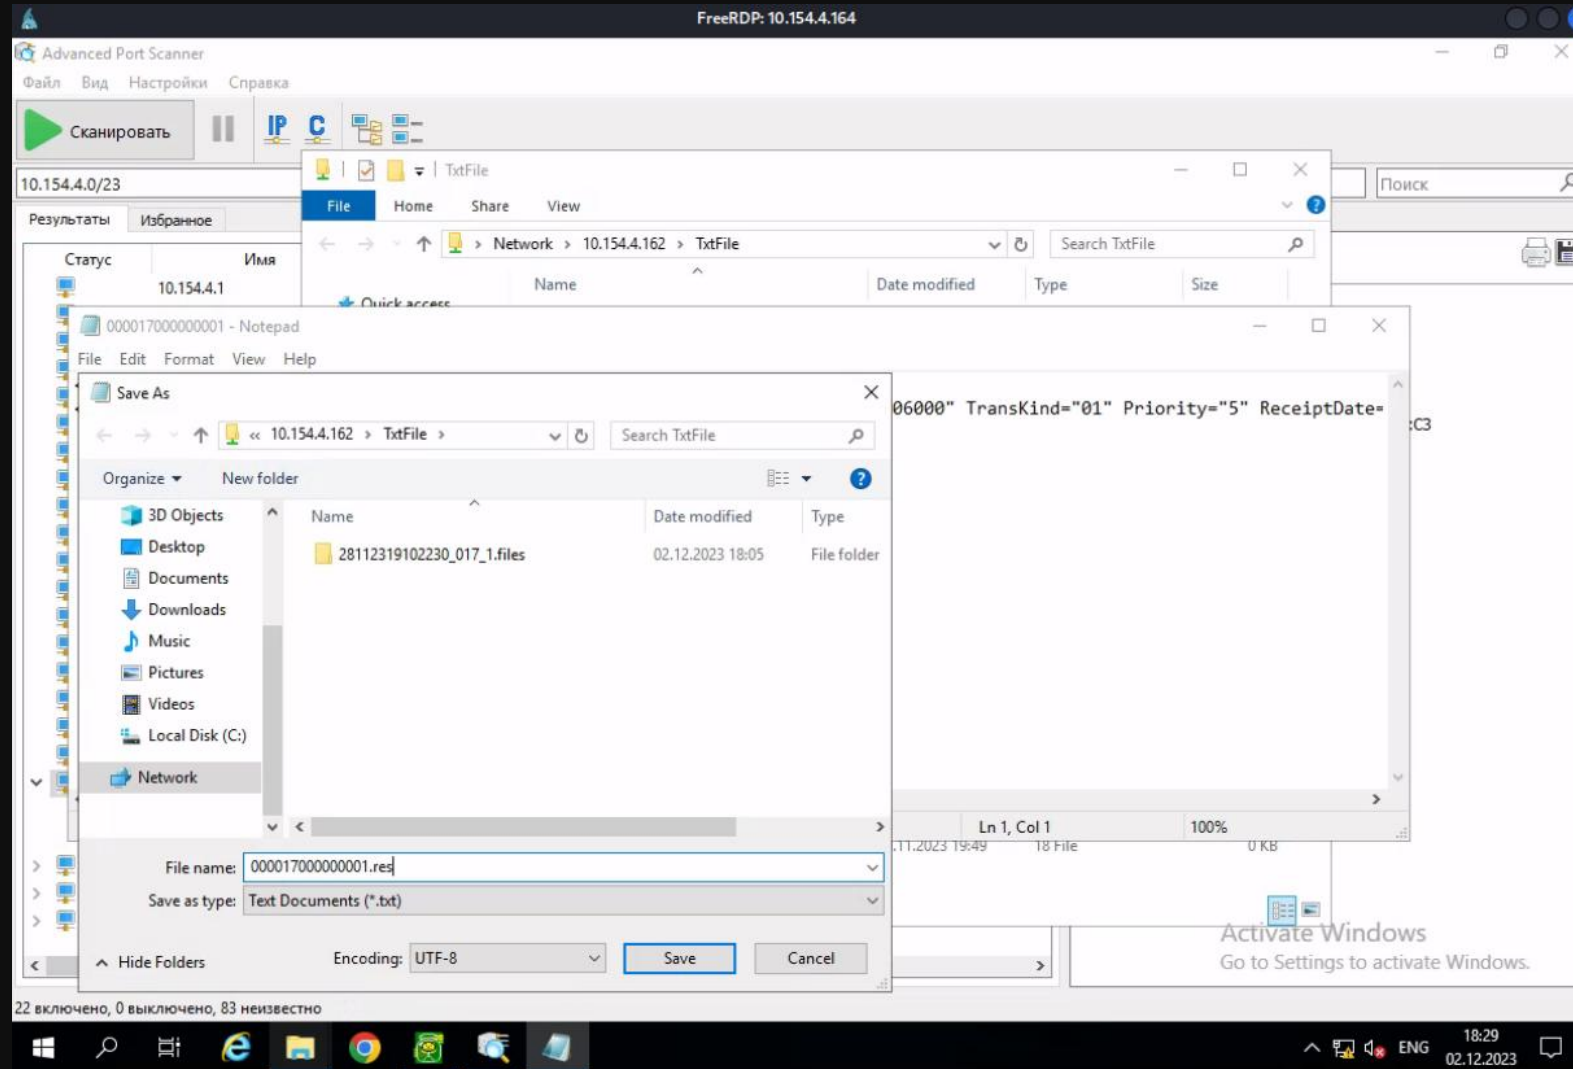 FreeRDP: 10.154.4.164
Advanced Port Scanner
Файл Вид Настройки Справка
Сканировать
IP C
10.154.4.0/23
Поиск
Результаты Избранное
Статус Имя
10.154.4.1
TxtFile
File Home Share View
Network > 10.154.4.162 > TxtFile
Search TxtFile
Name Date modified Type Size
Quick access
000017000000001 - Notepad
File Edit Format View Help
06000" TransKind="01" Priority="5" ReceiptDate=
:C3
Save As
« 10.154.4.162 > TxtFile >
Search TxtFile
Organize New folder
3D Objects
Desktop
Documents
Downloads
Music
Pictures
Videos
Local Disk (C:)
Network
Name Date modified Type
28112319102230_017_1.files 02.12.2023 18:05 File folder
Ln 1, Col 1 100%
.11.2023 19:49 18 File 0 KB
File name: 000017000000001.res
Save as type: Text Documents (*.txt)
Hide Folders Encoding: UTF-8 Save Cancel
Activate Windows
Go to Settings to activate Windows.
22 включено, 0 выключено, 83 неизвестно
ENG
18:29
02.12.2023